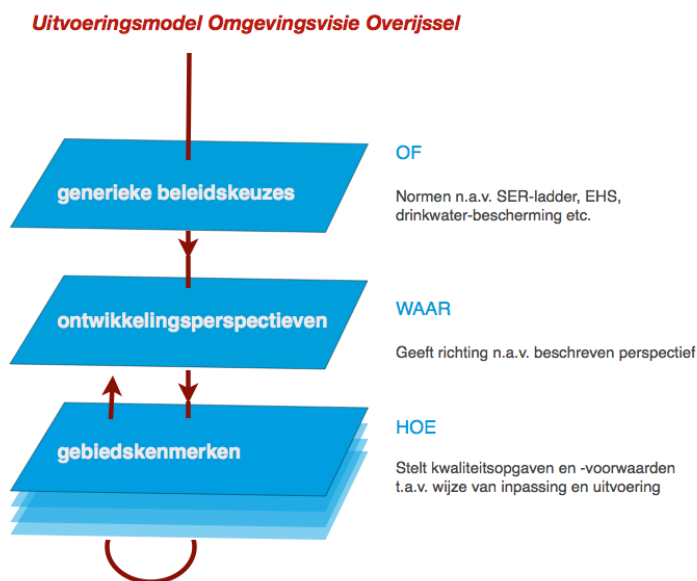 Uitvoeringsmodel Omgevingsvisie Overijssel
generieke beleidskeuzes
OF
Normen n.a.v. SER-ladder, EHS,
drinkwater-bescherming etc.
ontwikkelingsperspectieven
WAAR
Geeft richting n.a.v. beschreven perspectief
gebiedskenmerken
HOE
Stelt kwaliteitsopgaven en -voorwaarden
t.a.v. wijze van inpassing en uitvoering